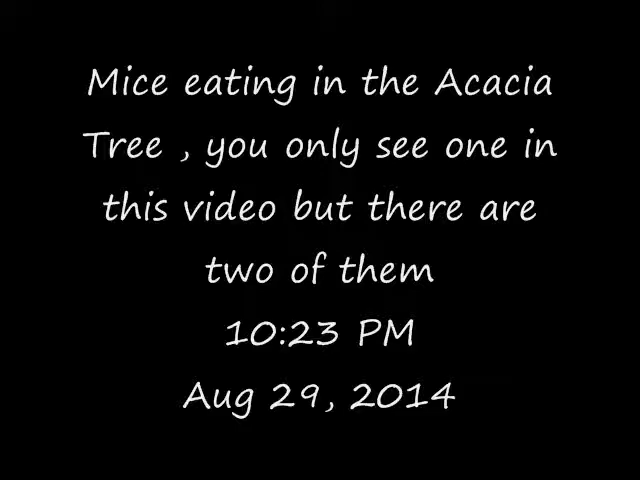 Mice eating in the Acacia
Tree , you only see one in
this video but there are
two of them
10:23 PM
Aug 29, 2014